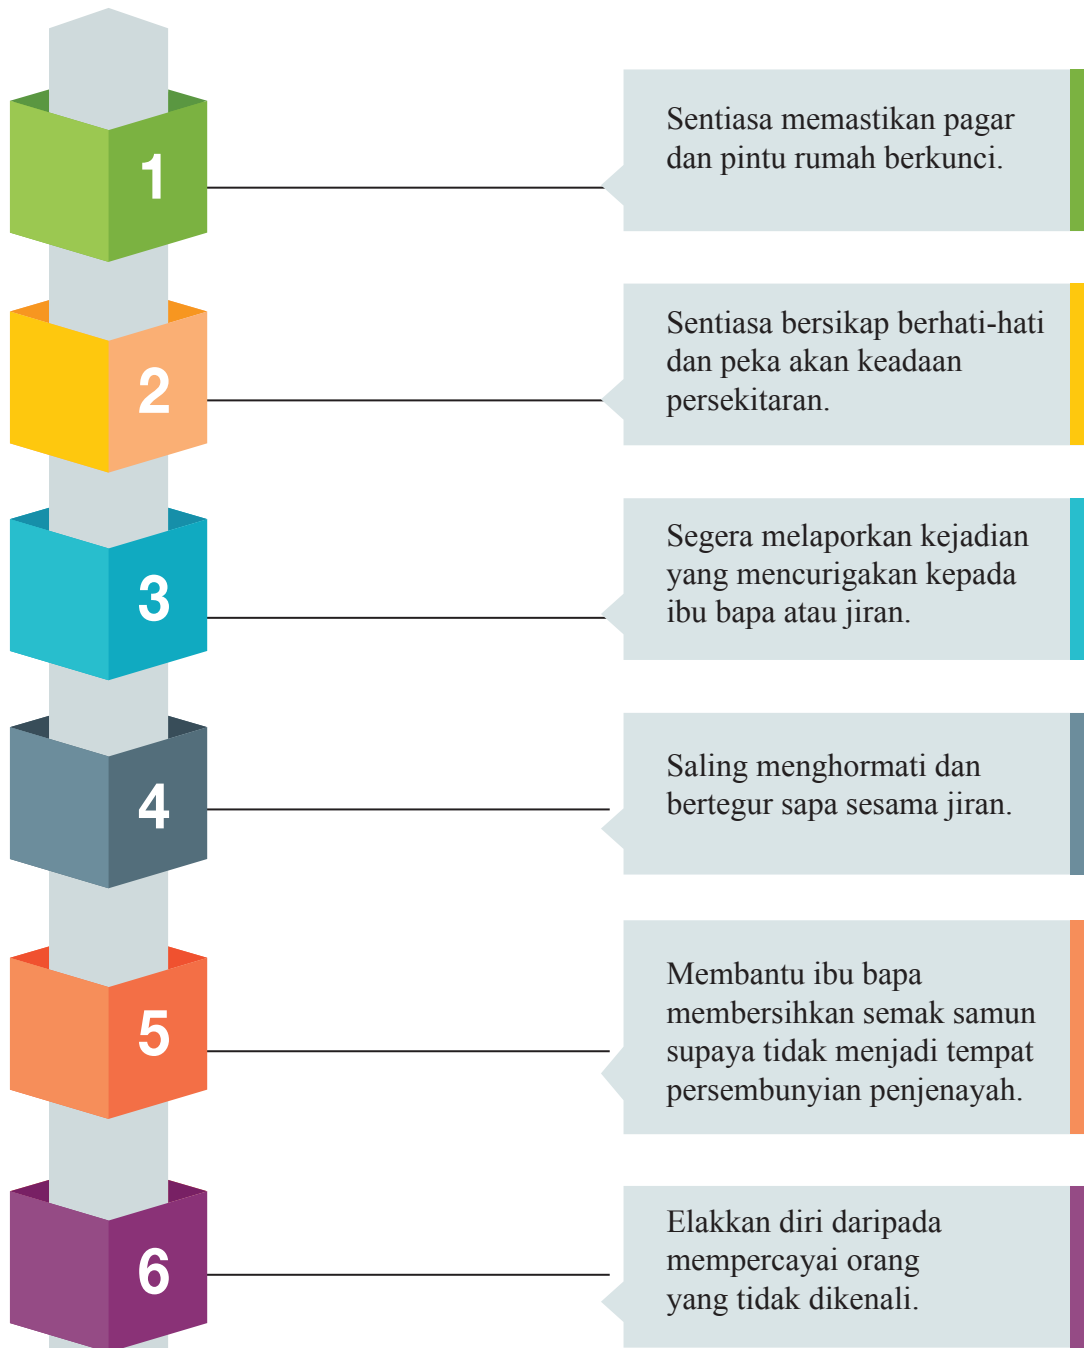 1
Sentiasa memastikan pagar
dan pintu rumah berkunci.
2
Sentiasa bersikap berhati-hati
dan peka akan keadaan
persekitaran.
3
Segera melaporkan kejadian
yang mencurigakan kepada
ibu bapa atau jiran.
4
Saling menghormati dan
bertegur sapa sesama jiran.
5
Membantu ibu bapa
membersihkan semak samun
supaya tidak menjadi tempat
persembunyian penjenayah.
6
Elakkan diri daripada
mempercayai orang
yang tidak dikenali.